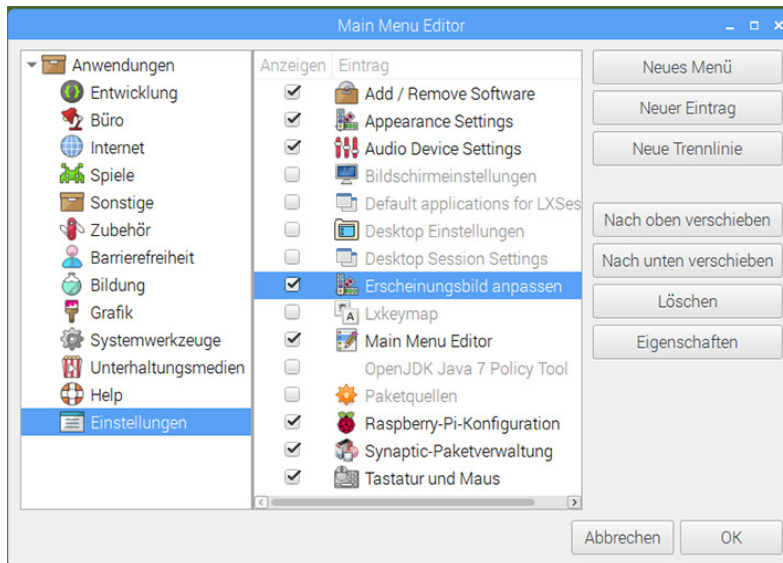 Main Menu Editor
Anwendungen
Entwicklung
Büro
Internet
Spiele
Sonstige
Zubehör
Barrierefreiheit
Bildung
Grafik
Systemwerkzeuge
Unterhaltungsmedien
Help
Einstellungen
Anzeigen Eintrag
Add / Remove Software
Appearance Settings
Audio Device Settings
Bildschirmeinstellungen
Default applications for LXSes
Desktop Einstellungen
Desktop Session Settings
Erscheinungsbild anpassen
Lxkeymap
Main Menu Editor
OpenJDK Java 7 Policy Tool
Paketquellen
Raspberry-Pi-Konfiguration
Synaptic-Paketverwaltung
Tastatur und Maus
Neues Menü
Neuer Eintrag
Neue Trennlinie
Nach oben verschieben
Nach unten verschieben
Löschen
Eigenschaften
Abbrechen
OK